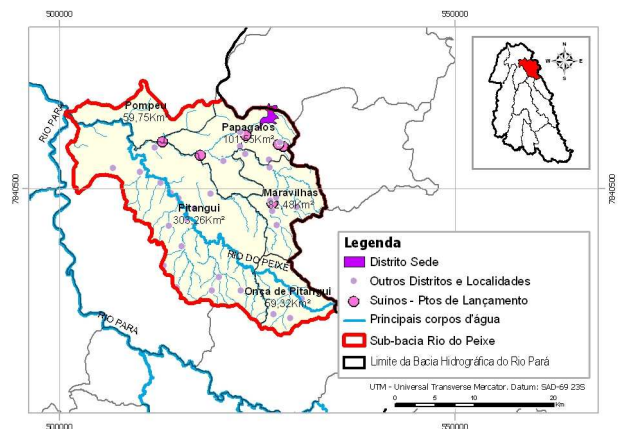 500000
550000
N
W
E
S
RIO PARÁ
7840500
7840500
Pompeu
59,75Km²
Papagaios
Maravilhas
82,48Km²
Pitangui
303,26Km²
RIO DO PEIXE
Onça de Pitangui
59,32Km²
RIO PARÁ
Legenda
Distrito Sede
Outros Distritos e Localidades
Suínos - Ptos de Lançamento
Principais corpos d'água
Sub-bacia Rio do Peixe
Limite da Bacia Hidrográfica do Rio Pará
UTM - Universal Transverse Mercator. Datum: SAD-69 23S
0 5 10 20
Km
500000
550000